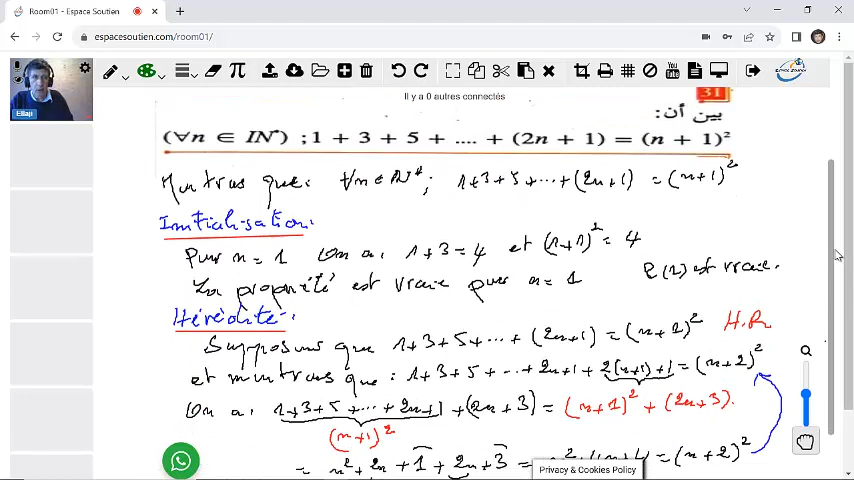 Room01 - Espace Soutien
espacesoutien.com/room01/
Il y a 0 autres connectés
Ellaji
31
بين أن:
(∀n ∈ IN*) ; 1 + 3 + 5 + .... + (2n + 1) = (n + 1)²
Montrons que: ∀n∈IN*; 1+3+5+...+(2n+1) = (n+1)²
Initialisation:
Pour n=1 On a: 1+3=4 et (1+1)²=4
La propriété est vraie pour n=1 P(1) est vraie.
Hérédité:
Supposons que 1+3+5+...+(2n+1)=(n+1)² H.R
et montrons que: 1+3+5+...+2n+1+2(n+1)+1=(n+2)²
On a: 1+3+5+...+2n+1+(2n+3)=(n+1)²+(2n+3).
(n+1)²
= n²+2n+1+2n+3 = n²+4n+4=(n+2)²
Privacy & Cookies Policy